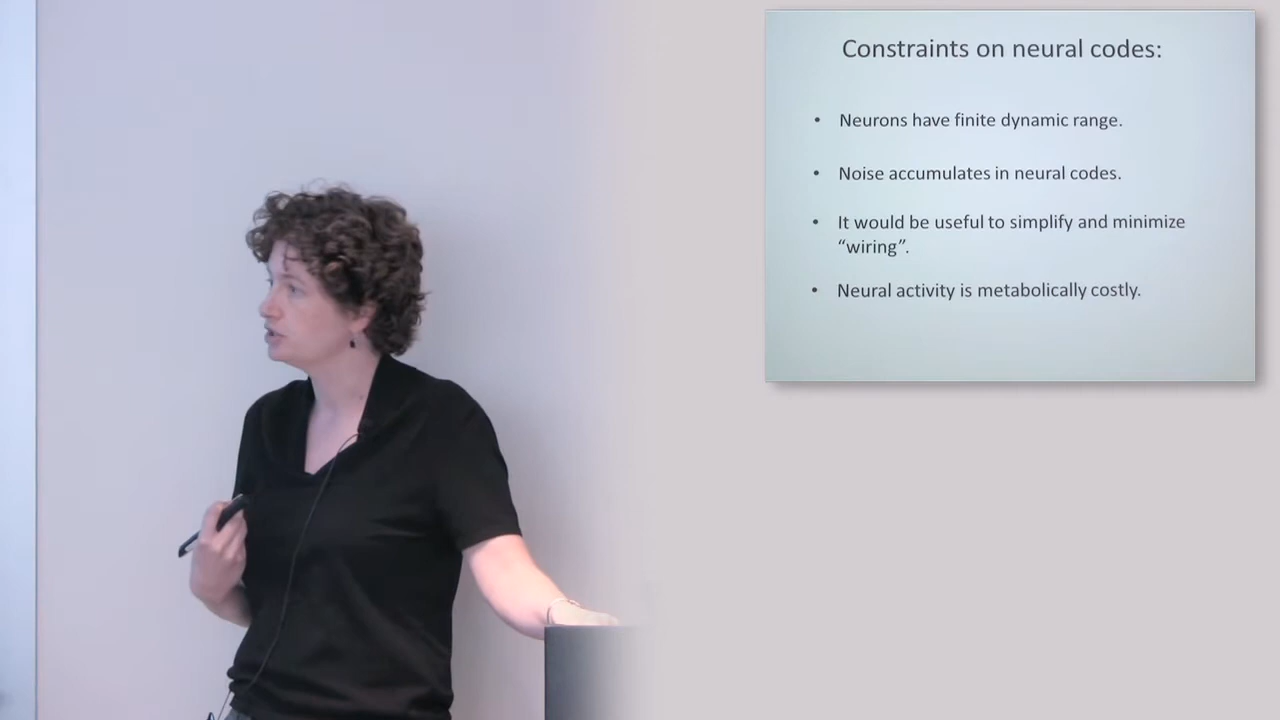 Constraints on neural codes:
• Neurons have finite dynamic range.
• Noise accumulates in neural codes.
• It would be useful to simplify and minimize
“wiring”.
• Neural activity is metabolically costly.